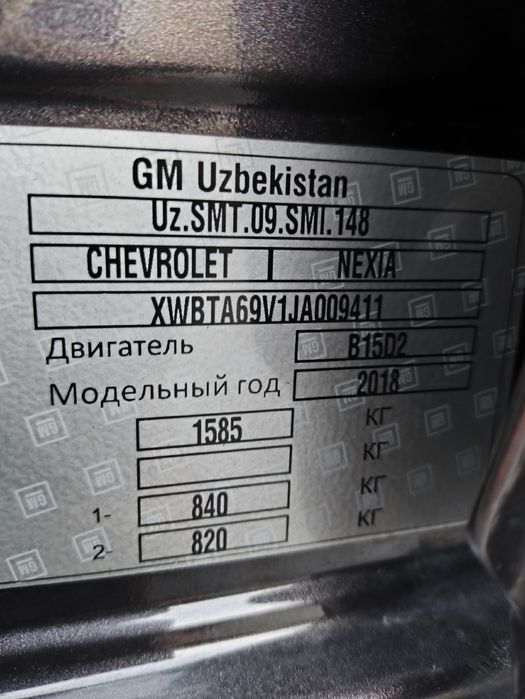 GM Uzbekistan
Uz.SMT.09.SMI.148
CHEVROLET NEXIA
XWBTA69V1JA009411
Двигатель B15D2
Модельный год 2018
1585 КГ
КГ
1- 840 КГ
2- 820 КГ